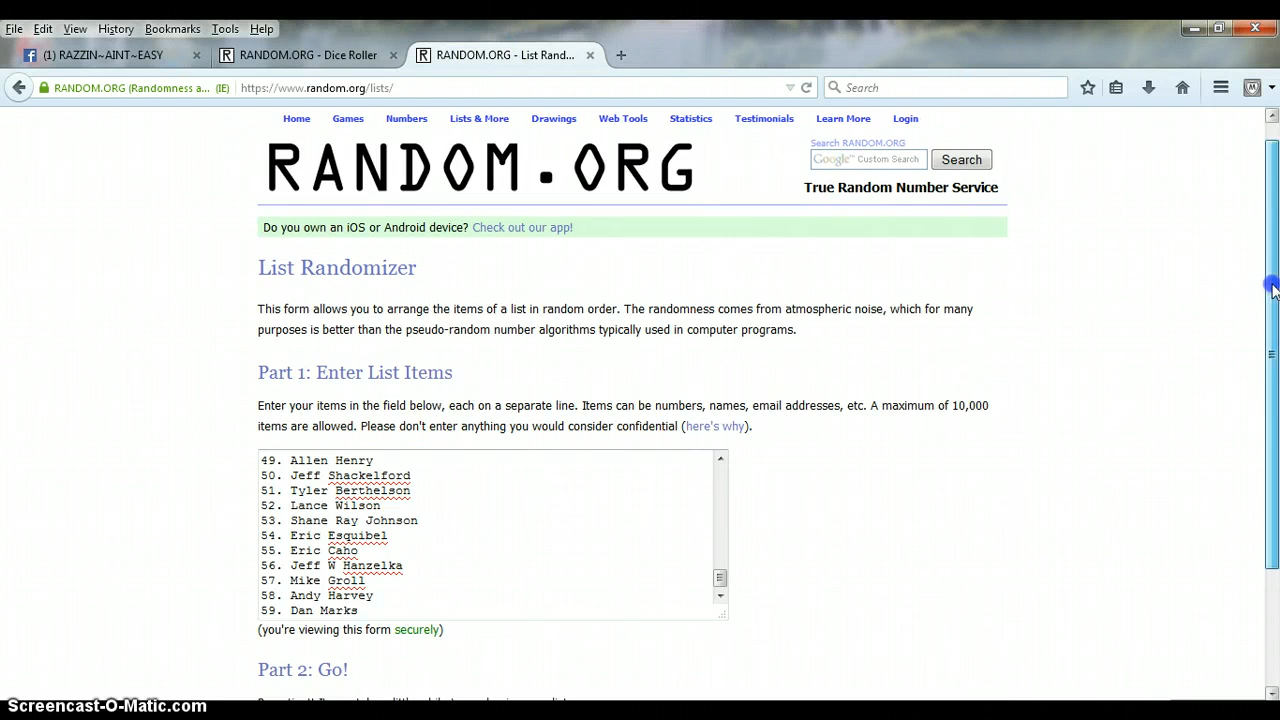 File Edit View History Bookmarks Tools Help
(1) RAZZIN~AINT~EASY
RANDOM.ORG - Dice Roller
RANDOM.ORG - List Rand...
RANDOM.ORG (Randomness a... (IE) https://www.random.org/lists/ Search
Home Games Numbers Lists & More Drawings Web Tools Statistics Testimonials Learn More Login
RANDOM.ORG
Search RANDOM.ORG
Google™ Custom Search Search
True Random Number Service
Do you own an iOS or Android device? Check out our app!
List Randomizer
This form allows you to arrange the items of a list in random order. The randomness comes from atmospheric noise, which for many
purposes is better than the pseudo-random number algorithms typically used in computer programs.
Part 1: Enter List Items
Enter your items in the field below, each on a separate line. Items can be numbers, names, email addresses, etc. A maximum of 10,000
items are allowed. Please don't enter anything you would consider confidential (here's why).
49. Allen Henry
50. Jeff Shackelford
51. Tyler Berthelson
52. Lance Wilson
53. Shane Ray Johnson
54. Eric Esquibel
55. Eric Caho
56. Jeff W Hanzelka
57. Mike Groll
58. Andy Harvey
59. Dan Marks
(you're viewing this form securely)
Part 2: Go!
Screencast-O-Matic.com